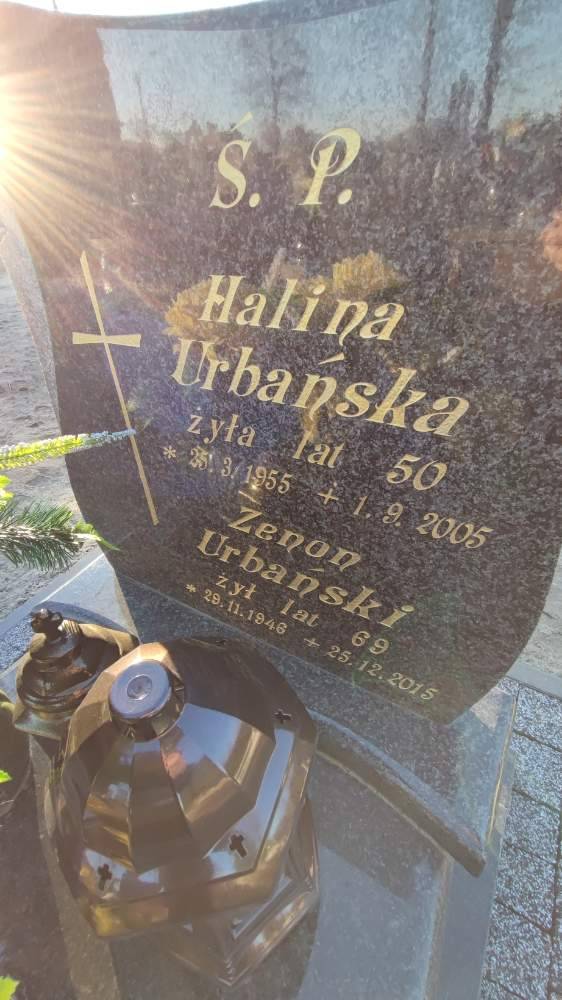 Ś. P.
Halina
Urbańska
żyła lat 50
* 25. 3. 1955 + 1. 9. 2005
Zenon
Urbański
żył lat 69
* 29. 11. 1946 + 25. 12. 2015